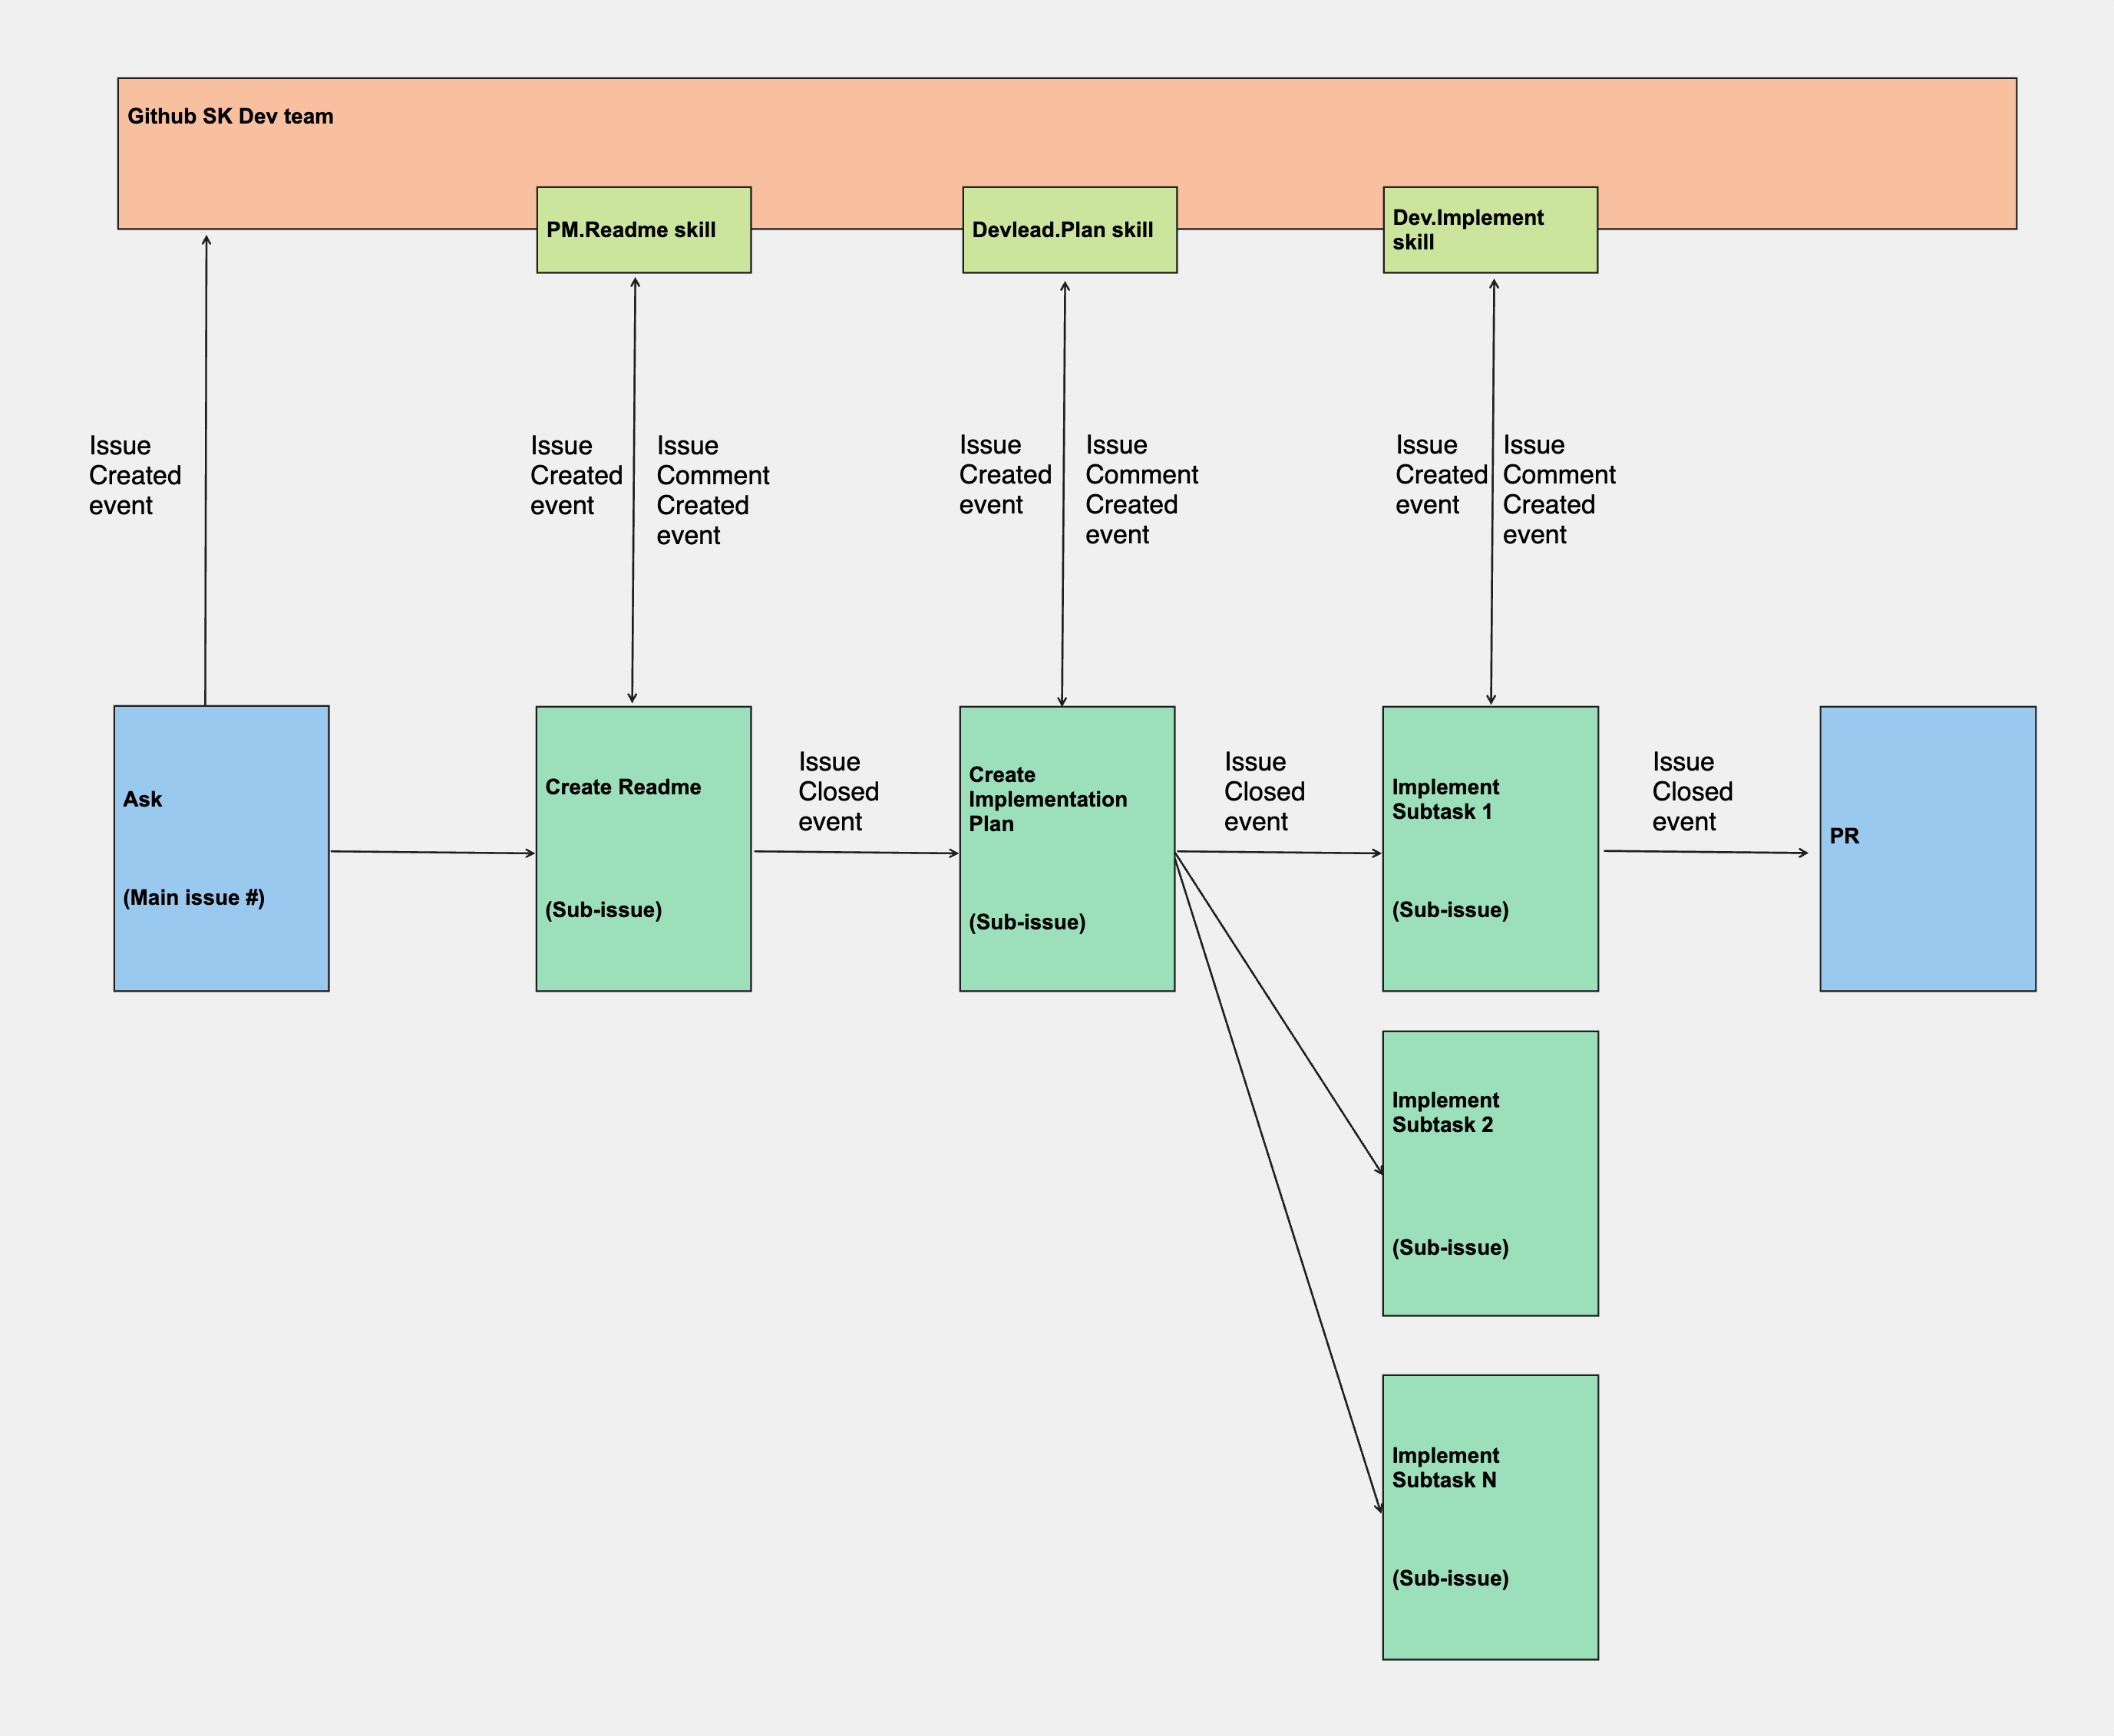 Github SK Dev team
PM.Readme skill
Devlead.Plan skill
Dev.Implement
skill
Issue
Created
event
Issue
Created
event
Issue
Comment
Created
event
Issue
Created
event
Issue
Comment
Created
event
Issue
Created
event
Issue
Comment
Created
event
Ask
(Main issue #)
Create Readme
(Sub-issue)
Issue
Closed
event
Create
Implementation
Plan
(Sub-issue)
Issue
Closed
event
Implement
Subtask 1
(Sub-issue)
Issue
Closed
event
PR
Implement
Subtask 2
(Sub-issue)
Implement
Subtask N
(Sub-issue)